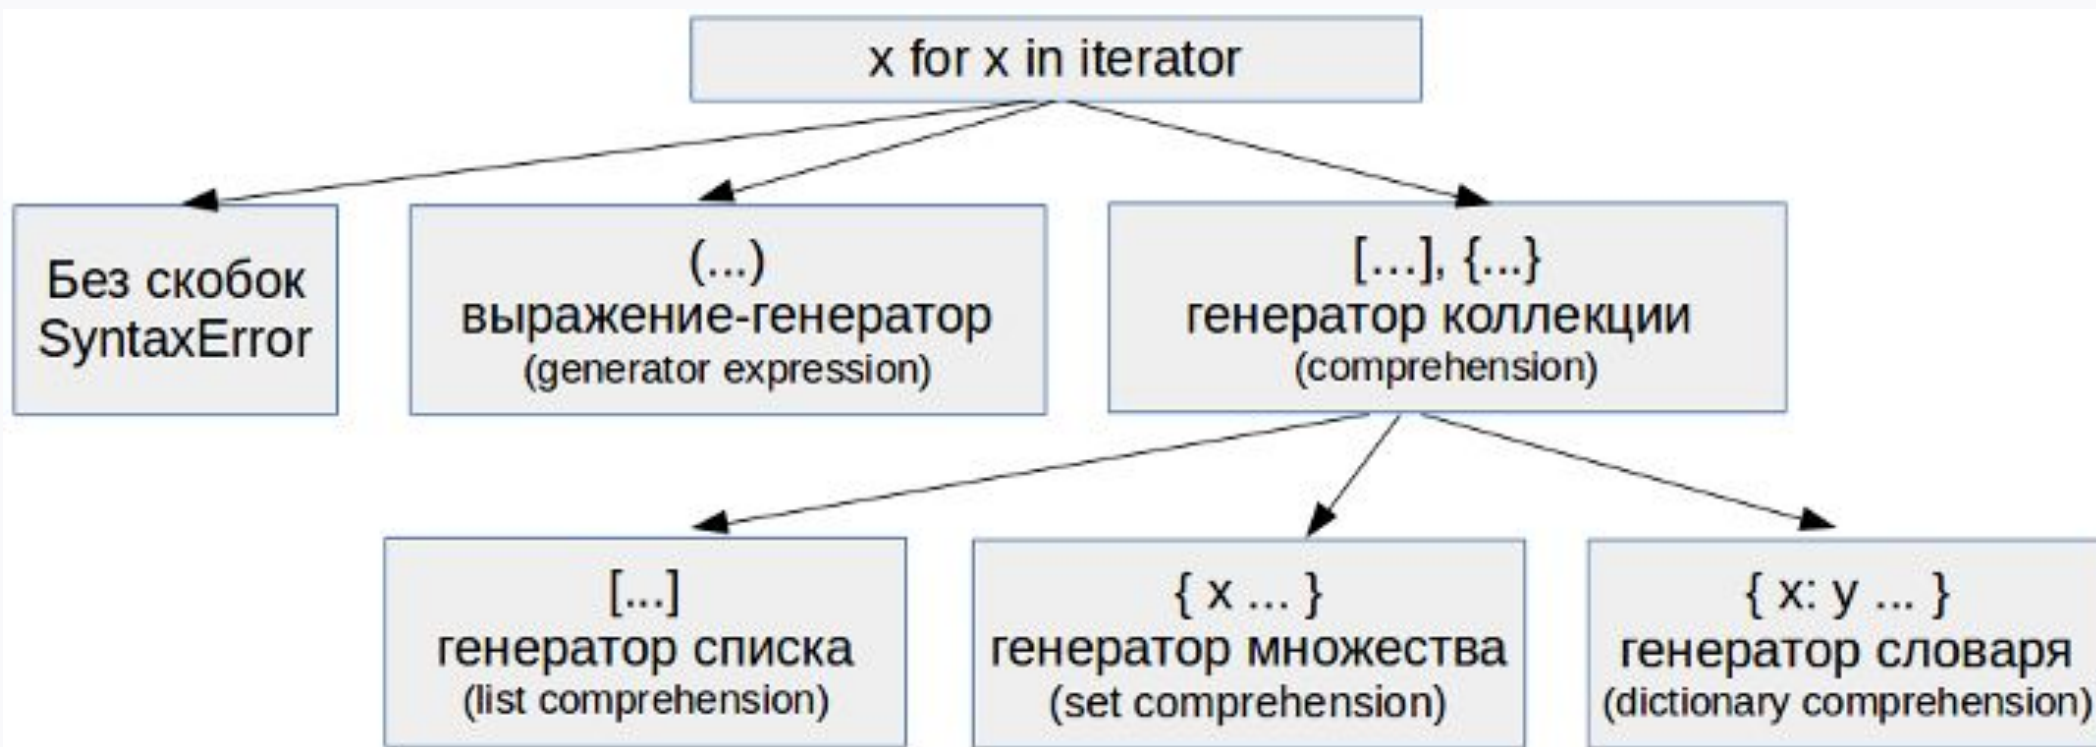 x for x in iterator
Без скобок
SyntaxError
(...)
выражение-генератор
(generator expression)
[...], {...}
генератор коллекции
(comprehension)
[...]
генератор списка
(list comprehension)
{ x ... }
генератор множества
(set comprehension)
{ x: y ... }
генератор словаря
(dictionary comprehension)